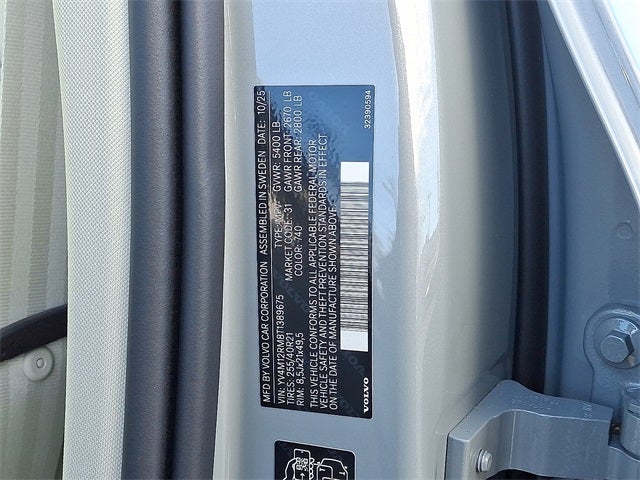 MFD BY VOLVO CAR CORPORATION ASSEMBLED IN SWEDEN DATE: 10/25
VIN: YV4M12RM8T1389675 TYPE: MPV GVWR: 5400 LB
TIRES: 255/40R21 MARKET CODE: 31 GAWR FRONT: 2670 LB
RIM: 8,5Jx21x49,5 COLOR: 740 GAWR REAR: 2800 LB
THIS VEHICLE CONFORMS TO ALL APPLICABLE FEDERAL MOTOR
VEHICLE SAFETY AND THEFT PREVENTION STANDARDS IN EFFECT
ON THE DATE OF MANUFACTURE SHOWN ABOVE.
VOLVO
32390594